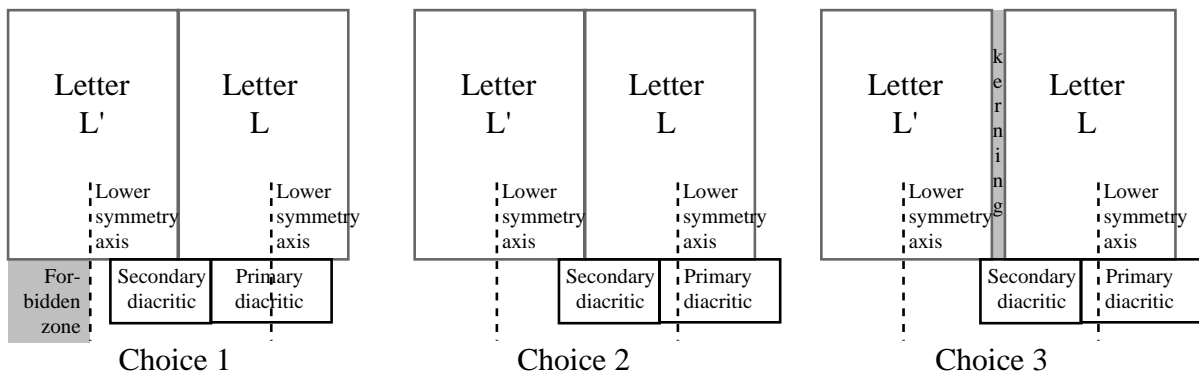 Letter
L'
Letter
L
Lower
symmetry
axis
Lower
symmetry
axis
For-
bidden
zone
Secondary
diacritic
Primary
diacritic
Choice 1
Letter
L'
Letter
L
Lower
symmetry
axis
Lower
symmetry
axis
Secondary
diacritic
Primary
diacritic
Choice 2
Letter
L'
kerning
Letter
L
Lower
symmetry
axis
Lower
symmetry
axis
Secondary
diacritic
Primary
diacritic
Choice 3